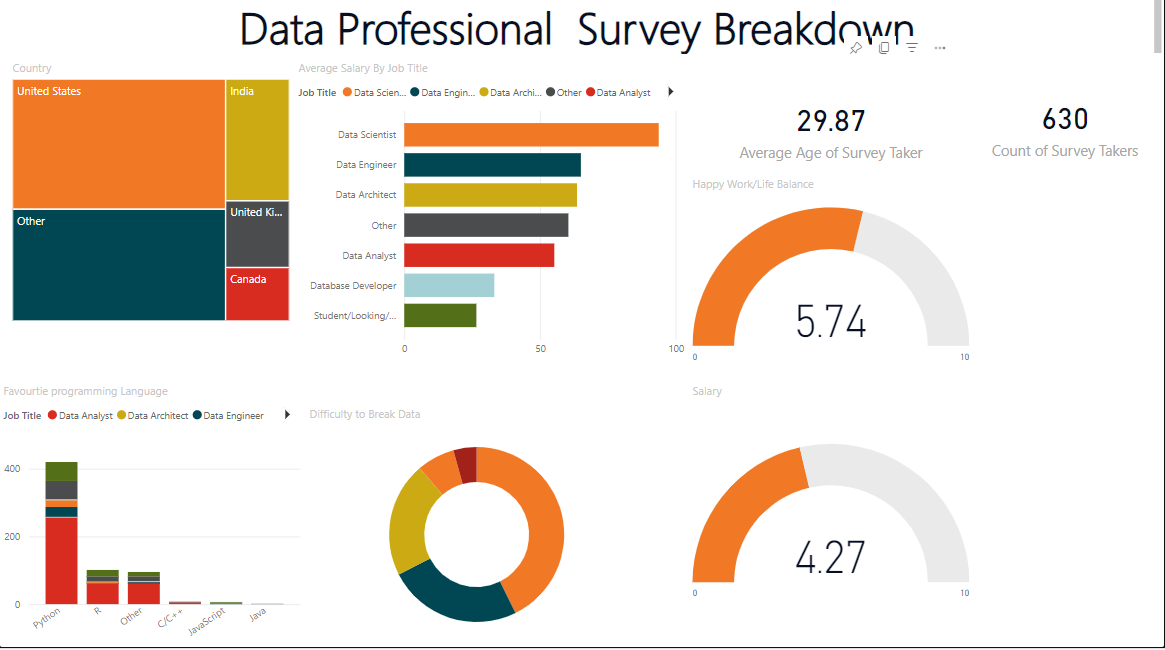 Data Professional  Survey Breakdown
Country
United States
India
Other
United Ki...
Canada
Average Salary By Job Title
Job Title Data Scien... Data Engin... Data Archi... Other Data Analyst
Data Scientist
Data Engineer
Data Architect
Other
Data Analyst
Database Developer
Student/Looking/...
0 50 100
29.87
Average Age of Survey Taker
630
Count of Survey Takers
Happy Work/Life Balance
5.74
0 10
Favourtie programming Language
Job Title Data Analyst Data Architect Data Engineer
400
200
0
Python R Other C/C++ JavaScript Java
Difficulty to Break Data
Salary
4.27
0 10